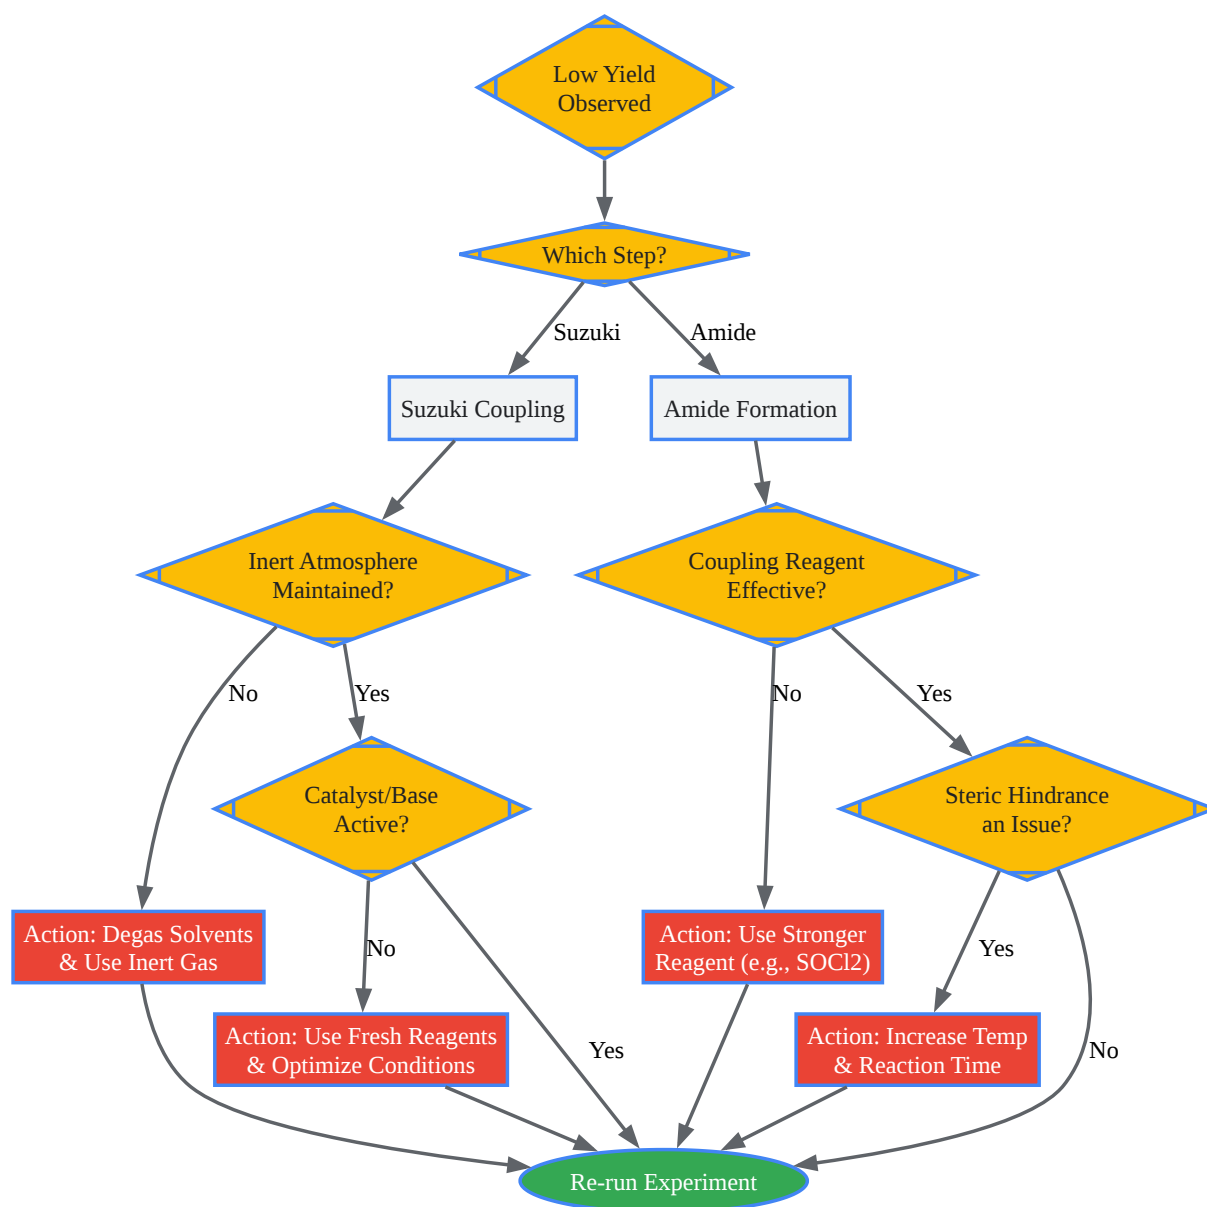 Low Yield
Observed
Which Step?
Suzuki
Amide
Suzuki Coupling
Amide Formation
Inert Atmosphere
Maintained?
Coupling Reagent
Effective?
No
Yes
No
Yes
Catalyst/Base
Active?
Steric Hindrance
an Issue?
Action: Degas Solvents
& Use Inert Gas
No
Action: Use Stronger
Reagent (e.g., SOCl2)
Yes
Action: Use Fresh Reagents
& Optimize Conditions
Yes
Action: Increase Temp
& Reaction Time
No
Re-run Experiment